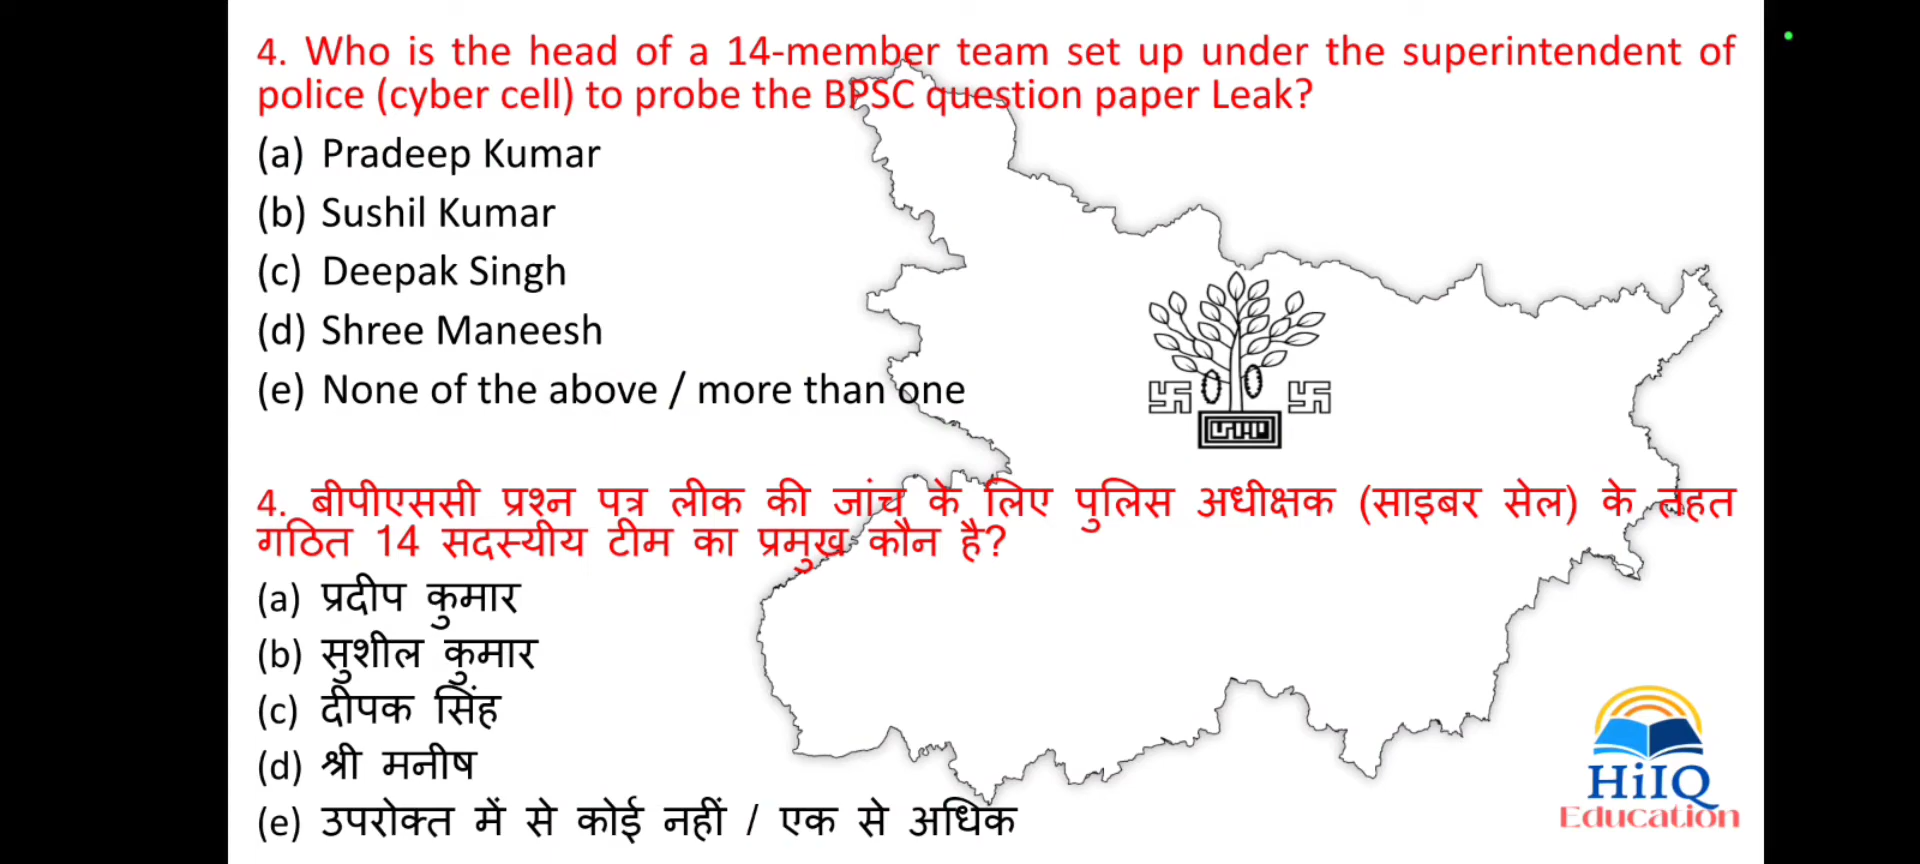 4. Who is the head of a 14-member team set up under the superintendent of
police (cyber cell) to probe the BPSC question paper Leak?
(a) Pradeep Kumar
(b) Sushil Kumar
(c) Deepak Singh
(d) Shree Maneesh
(e) None of the above / more than one
4. बीपीएससी प्रश्न पत्र लीक की जांच के लिए पुलिस अधीक्षक (साइबर सेल) के तहत
गठित 14 सदस्यीय टीम का प्रमुख कौन है?
(a) प्रदीप कुमार
(b) सुशील कुमार
(c) दीपक सिंह
(d) श्री मनीष
(e) उपरोक्त में से कोई नहीं / एक से अधिक
HiIQ
Education